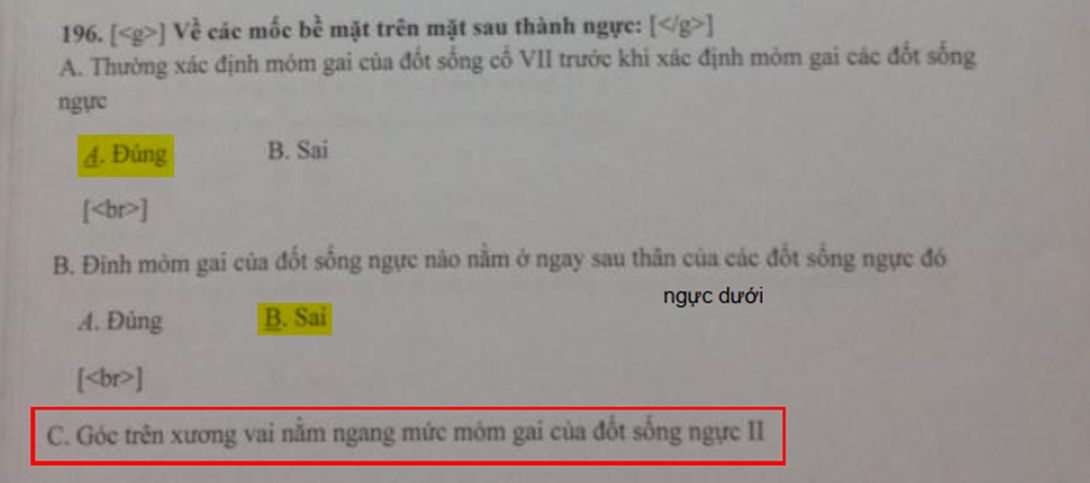 196. [<g>] Về các mốc bề mặt trên mặt sau thành ngực: [</g>]
A. Thường xác định mỏm gai của đốt sống cổ VII trước khi xác định mỏm gai các đốt sống
ngực
A. Đúng B. Sai
[<br>]
B. Đỉnh mỏm gai của đốt sống ngực nào nằm ở ngay sau thân của các đốt sống ngực đó
ngực dưới
A. Đúng B. Sai
[<br>]
C. Góc trên xương vai nằm ngang mức mỏm gai của đốt sống ngực II